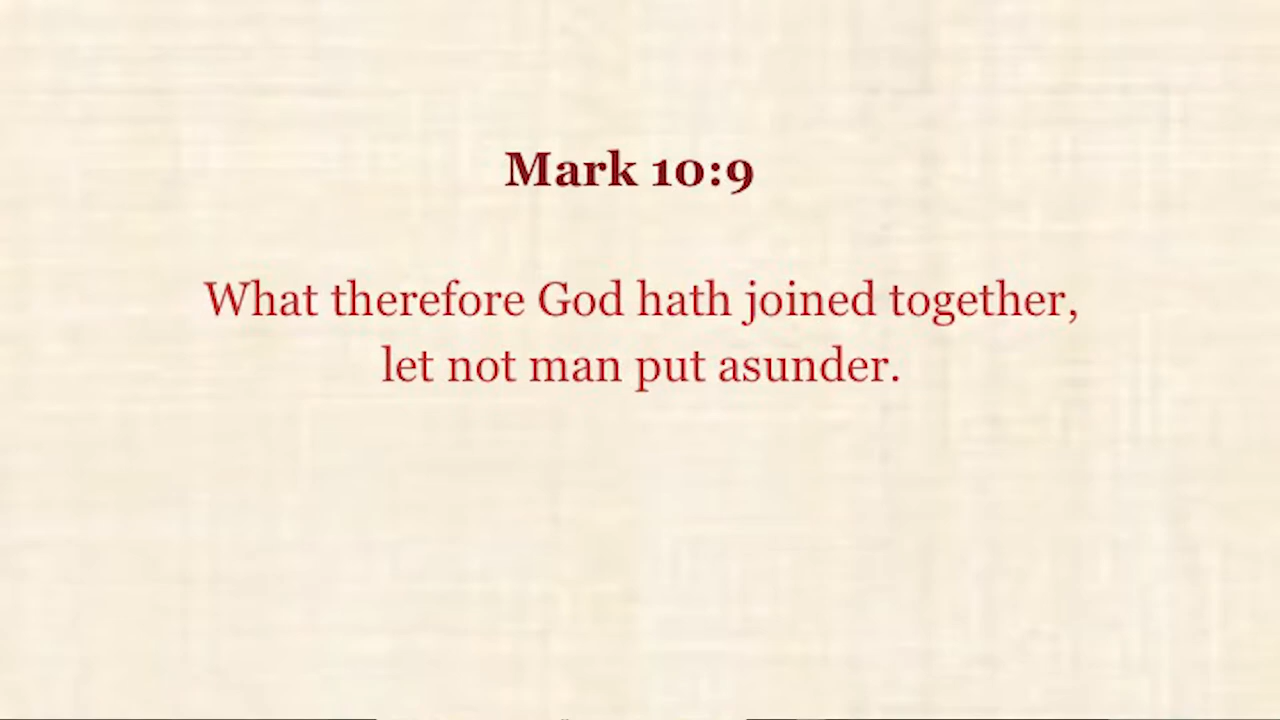 Mark 10:9
What therefore God hath joined together,
let not man put asunder.